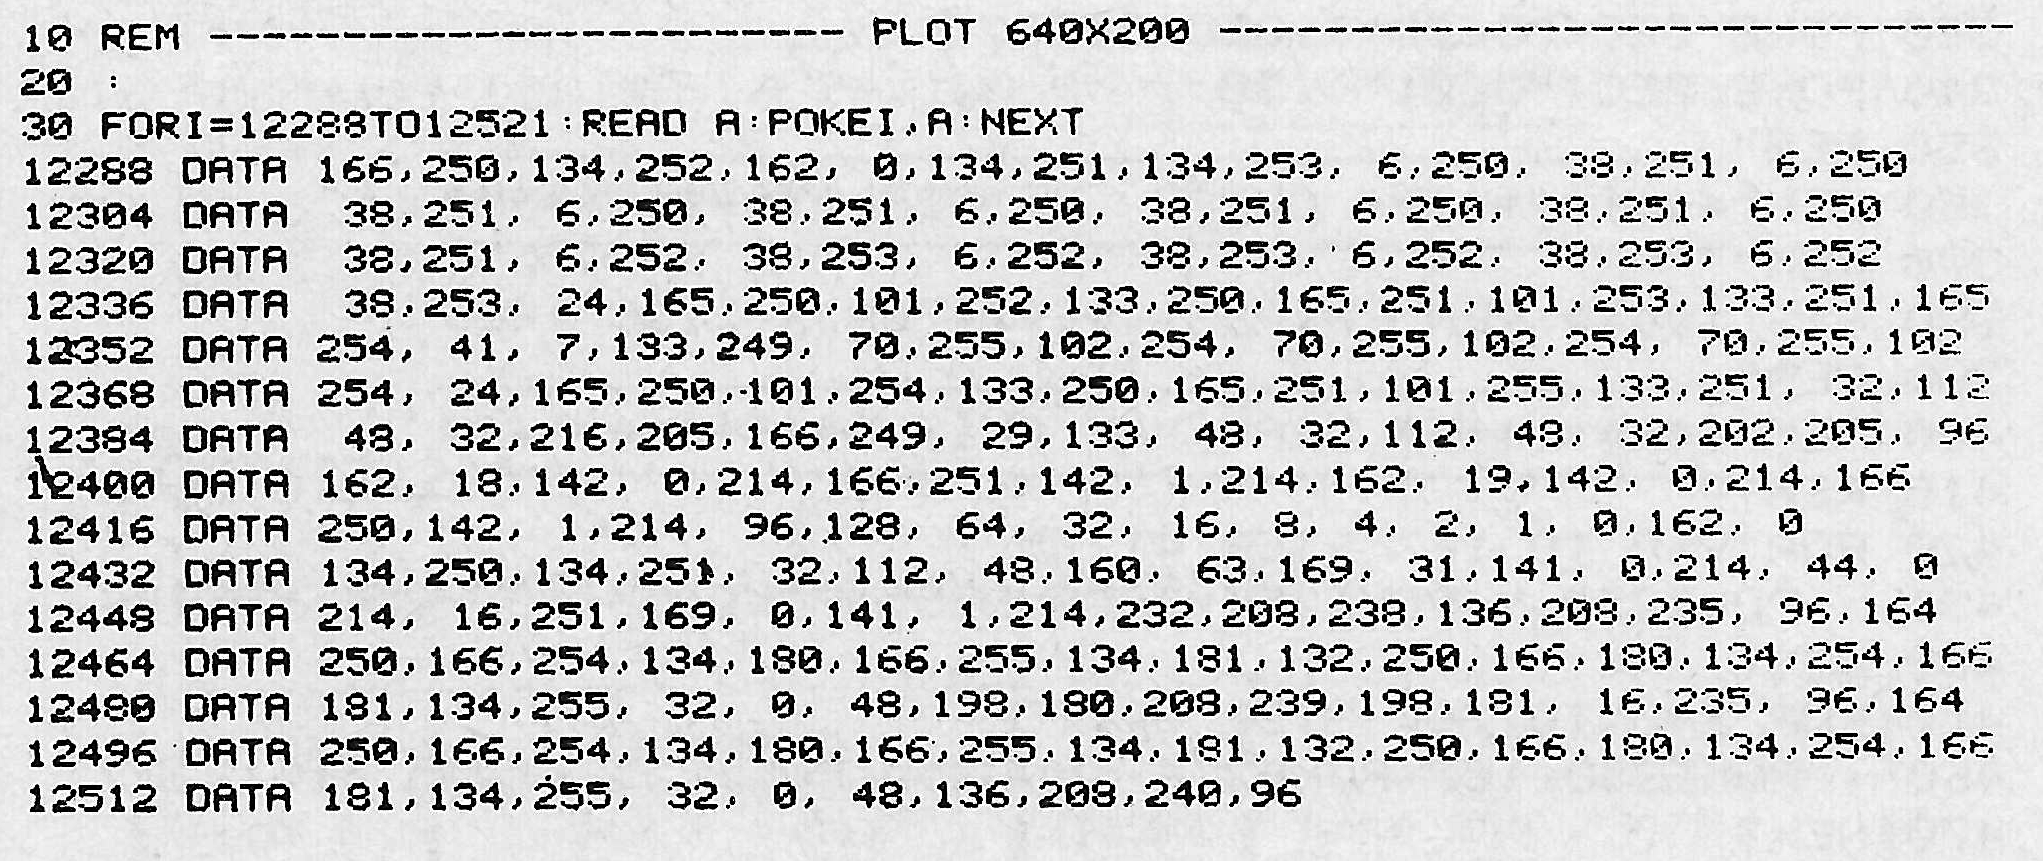 10 REM ------------------------ PLOT 640X200 ------------------------------
20 :
30 FORI=12288TO12521:READ A:POKEI,A:NEXT
12288 DATA 166,250,134,252,162, 0,134,251,134,253, 6,250, 38,251, 6,250
12304 DATA  38,251, 6,250, 38,251, 6,250, 38,251, 6,250, 38,251, 6,250
12320 DATA  38,251, 6,252, 38,253, 6,252, 38,253, 6,252, 38,253, 6,252
12336 DATA  38,253, 24,165,250,101,252,133,250,165,251,101,253,133,251,165
12352 DATA 254, 41, 7,133,249, 70,255,102,254, 70,255,102,254, 70,255,102
12368 DATA 254, 24,165,250,101,254,133,250,165,251,101,255,133,251, 32,112
12384 DATA  48, 32,216,205,166,249, 29,133, 48, 32,112, 48, 32,202,205, 96
12400 DATA 162, 18,142, 0,214,166,251,142, 1,214,162, 19,142, 0,214,166
12416 DATA 250,142, 1,214, 96,128, 64, 32, 16, 8, 4, 2, 1, 0,162, 0
12432 DATA 134,250,134,251, 32,112, 48,160, 63,169, 31,141, 0,214, 44, 0
12448 DATA 214, 16,251,169, 0,141, 1,214,232,208,238,136,208,235, 96,164
12464 DATA 250,166,254,134,180,166,255,134,181,132,250,166,180,134,254,166
12480 DATA 181,134,255, 32, 0, 48,198,180,208,239,198,181, 16,235, 96,164
12496 DATA 250,166,254,134,180,166,255,134,181,132,250,166,180,134,254,166
12512 DATA 181,134,255, 32, 0, 48,136,208,240,96